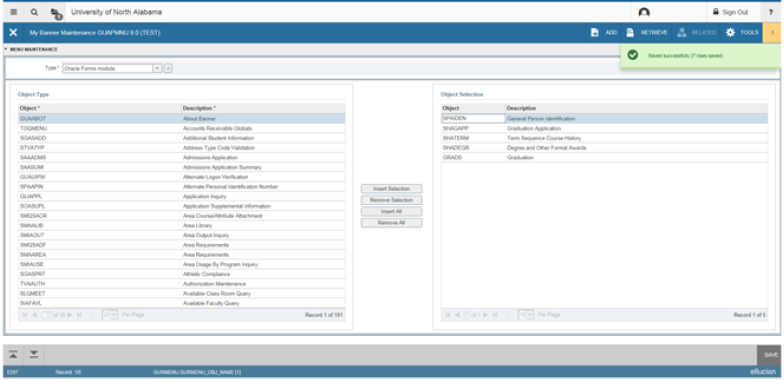 University of North Alabama
Sign Out
?
X My Banner Maintenance GUAPMNU 9.0 (TEST)
ADD RETRIEVE RELATED TOOLS 1
MENU MAINTENANCE
Saved successfully (7 rows saved)
Type * Oracle Forms module
Object Type
Object * Description *
GUAABOT About Banner
TOQMENU Accounts Receivable Globals
SGASADD Additional Student Information
STVATYP Address Type Code Validation
SAAADMS Admissions Application
SAASUMI Admissions Application Summary
GUAUIPW Alternate Logon Verification
SPAAPIN Alternate Personal Identification Number
GLIAPPL Application Inquiry
SOASUPL Application Supplemental Information
SMQSACR Area Course/Attribute Attachment
SMIAALIB Area Library
SMIAOUT Area Output Inquiry
SMQSADF Area Requirements
SMAAREA Area Requirements
SMIAUSE Area Usage By Program Inquiry
SGASPRT Athletic Compliance
TVAAUTH Authorization Maintenance
SLQMEET Available Class Room Query
SIAFAVL Available Faculty Query
1 of 10 20 Per Page Record 1 of 181
Insert Selection
Remove Selection
Insert All
Remove All
Object Selection
Object Description
SPAIDEN General Person Identification
SHAGAPP Graduation Application
SHATERM Term Sequence Course History
SHADEGR Degree and Other Formal Awards
GRADS Graduation
1 of 1 Per Page Record 1 of 5
SAVE
EDIT Record: 1/5 GURMENU.GURMENU_OBJ_NAME [1] ellucian